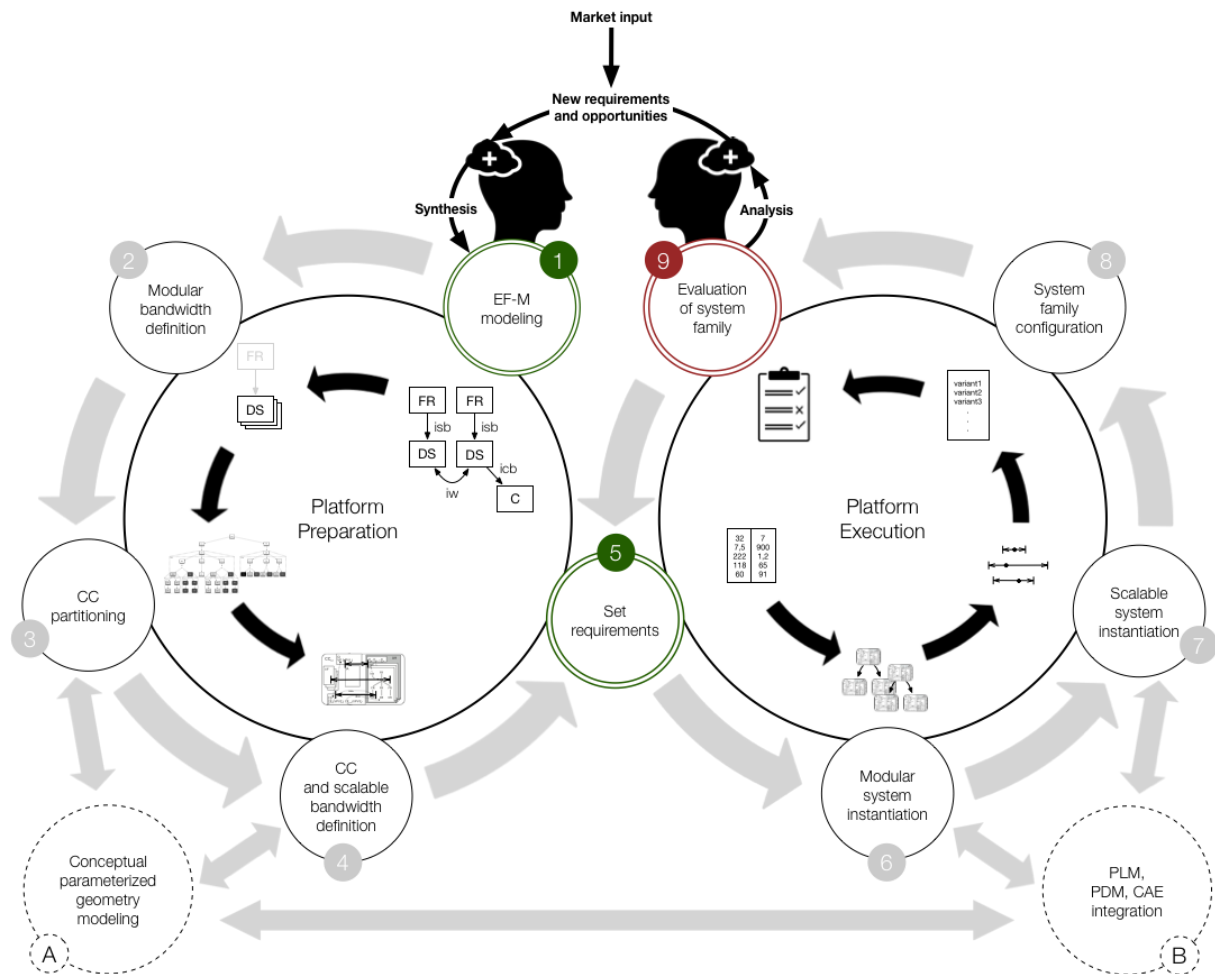 Market input
New requirements
and opportunities
Synthesis
Analysis
2
Modular
bandwidth
definition
1
EF-M
modeling
9
Evaluation
of system
family
8
System
family
configuration
FR
DS
FR
FR
isb
isb
DS
DS
iw
icb
C
variant1
variant2
variant3
.
.
.
Platform
Preparation
Platform
Execution
32 7
7,5 900
222 1,2
118 65
60 91
3
CC
partitioning
5
Set
requirements
7
Scalable
system
instantiation
CC
and scalable
bandwidth
definition
4
Modular
system
instantiation
6
Conceptual
parameterized
geometry
modeling
A
PLM,
PDM, CAE
integration
B